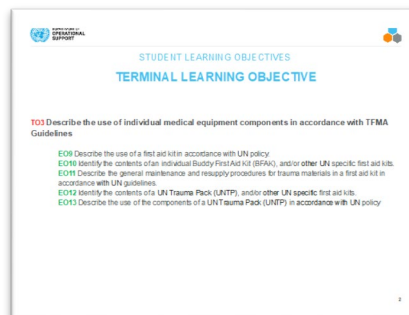 OPERATIONAL
SUPPORT
STUDENT LEARNING OBJECTIVES
TERMINAL LEARNING OBJECTIVE
TO3 Describe the use of individual medical equipment components in accordance with TFMA
Guidelines
EO9 Describe the use of a first aid kit in accordance with UN policy.
EO10 Identify the contents of an individual Buddy First Aid Kit (BFAK), and/or other UN specific first aid kits.
EO11 Describe the general maintenance and resupply procedures for trauma materials in a first aid kit in
accordance with UN guidelines.
EO12 Identify the contents of a UN Trauma Pack (UNTP), and/or other UN specific first aid kits.
EO13 Describe the use of the components of a UN Trauma Pack (UNTP) in accordance with UN policy